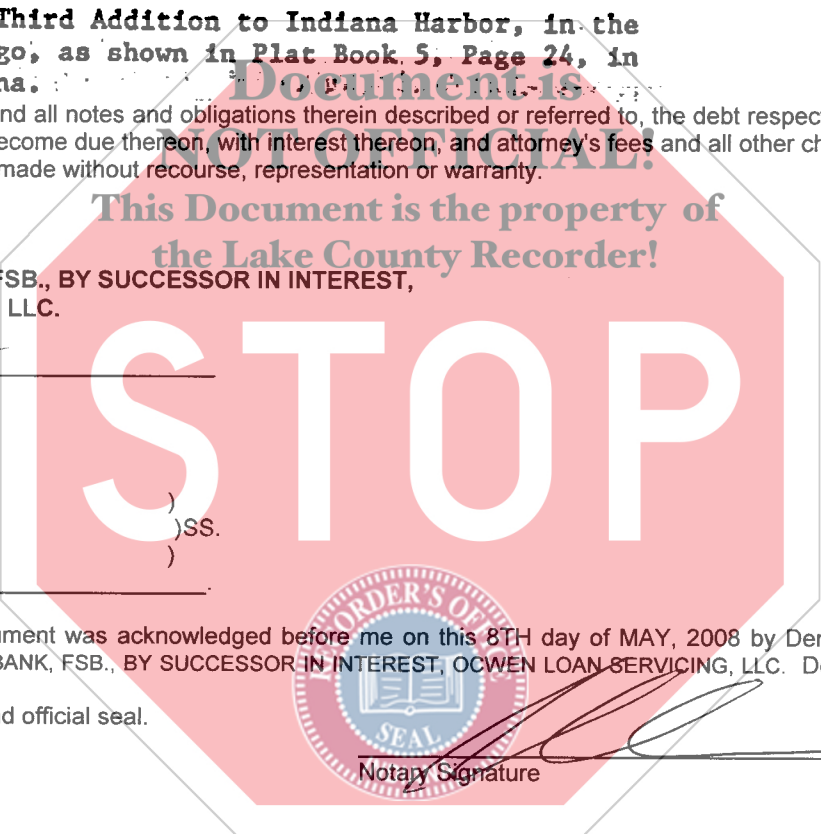 Third Addition to Indiana Harbor, in the
go, as shown in Plat Book 5, Page 24, in
na.
Document is
nd all notes and obligations therein described or referred to, the debt respect
ecome due thereon, with interest thereon, and attorney's fees and all other ch
NOT OFFICIAL!
made without recourse, representation or warranty.
This Document is the property of
the Lake County Recorder!
FSB., BY SUCCESSOR IN INTEREST,
LLC.
STOP
)
)SS.
)
RECORDER'S OFFICE
ument was acknowledged before me on this 8TH day of MAY, 2008 by Den
BANK, FSB., BY SUCCESSOR IN INTEREST, OCWEN LOAN SERVICING, LLC. De
d official seal.
SEAL
Notary Signature